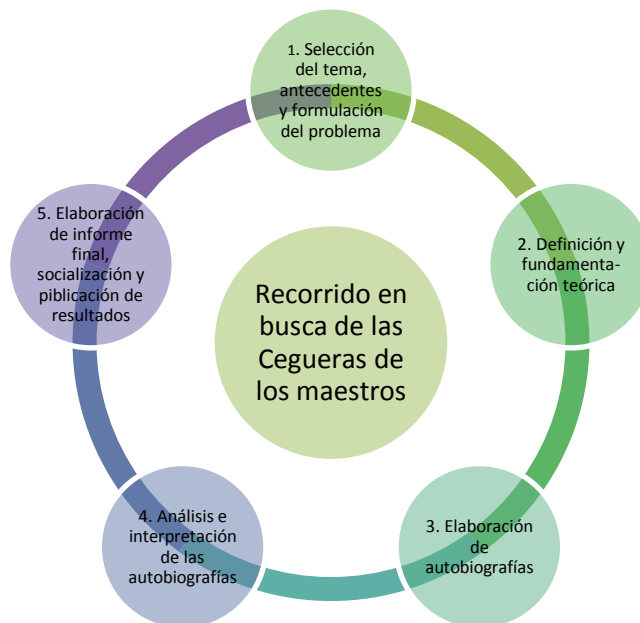 1. Selección
del tema,
antecedentes
y formulación
del problema
2. Definición y
fundamenta-
ción teórica
3. Elaboración
de
autobiografías
4. Análisis e
interpretación
de las
autobiografías
5. Elaboración
de informe
final,
socialización y
piblicación de
resultados
Recorrido en
busca de las
Cegueras de
los maestros